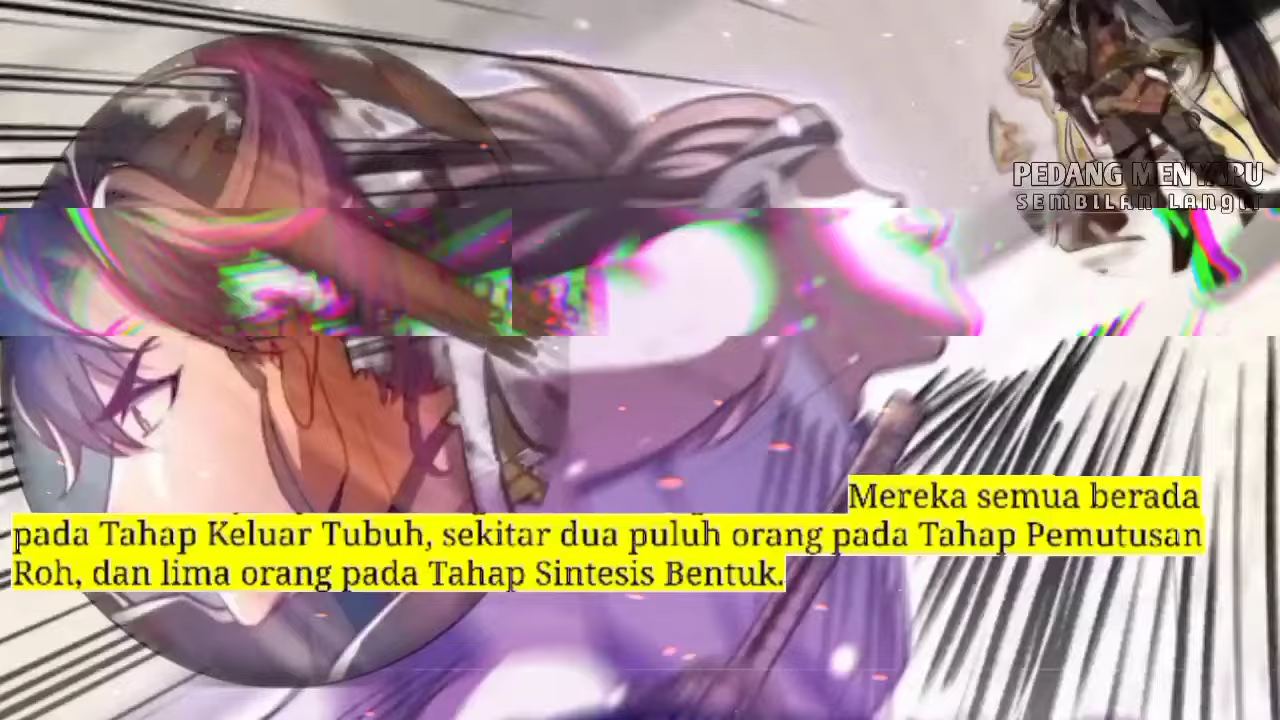 PEDANG MENYAPU
SEMBILAN LANGIT
Mereka semua berada
pada Tahap Keluar Tubuh, sekitar dua puluh orang pada Tahap Pemutusan
Roh, dan lima orang pada Tahap Sintesis Bentuk.